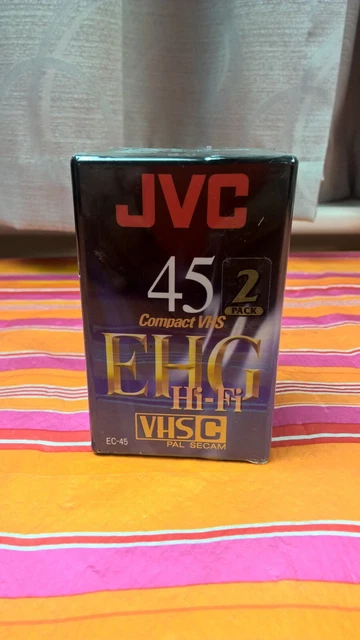 JVC
45
2
PACK
Compact VHS
EHG
Hi-Fi
VHS C
EC-45
PAL SECAM